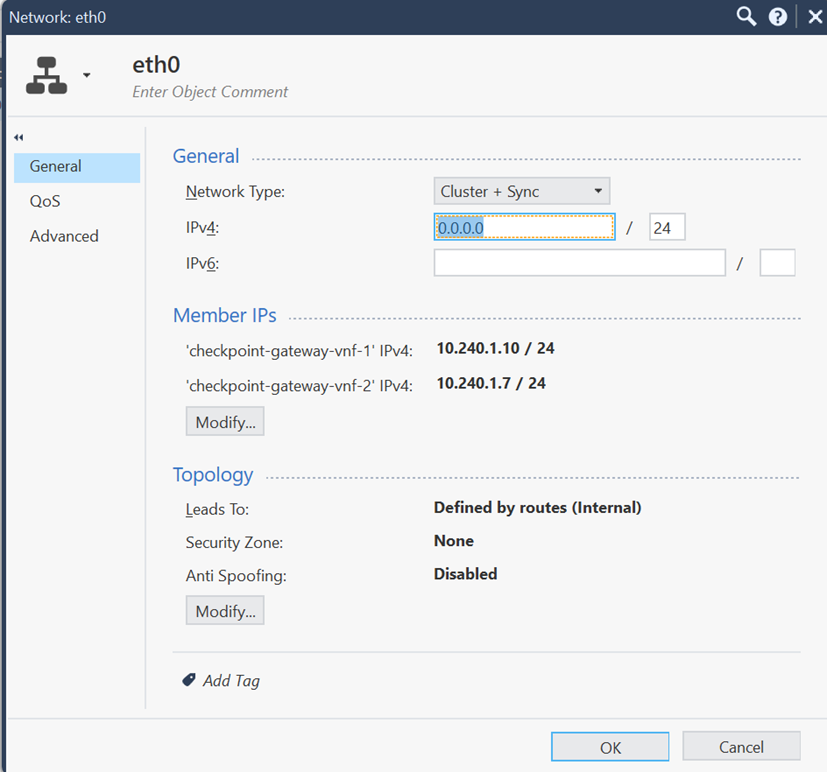 Network: eth0
eth0
Enter Object Comment
General
QoS
Advanced
General
Network Type: Cluster + Sync
IPv4: 0.0.0.0 / 24
IPv6: /
Member IPs
'checkpoint-gateway-vnf-1' IPv4: 10.240.1.10 / 24
'checkpoint-gateway-vnf-2' IPv4: 10.240.1.7 / 24
Modify...
Topology
Leads To: Defined by routes (Internal)
Security Zone: None
Anti Spoofing: Disabled
Modify...
Add Tag
OK Cancel